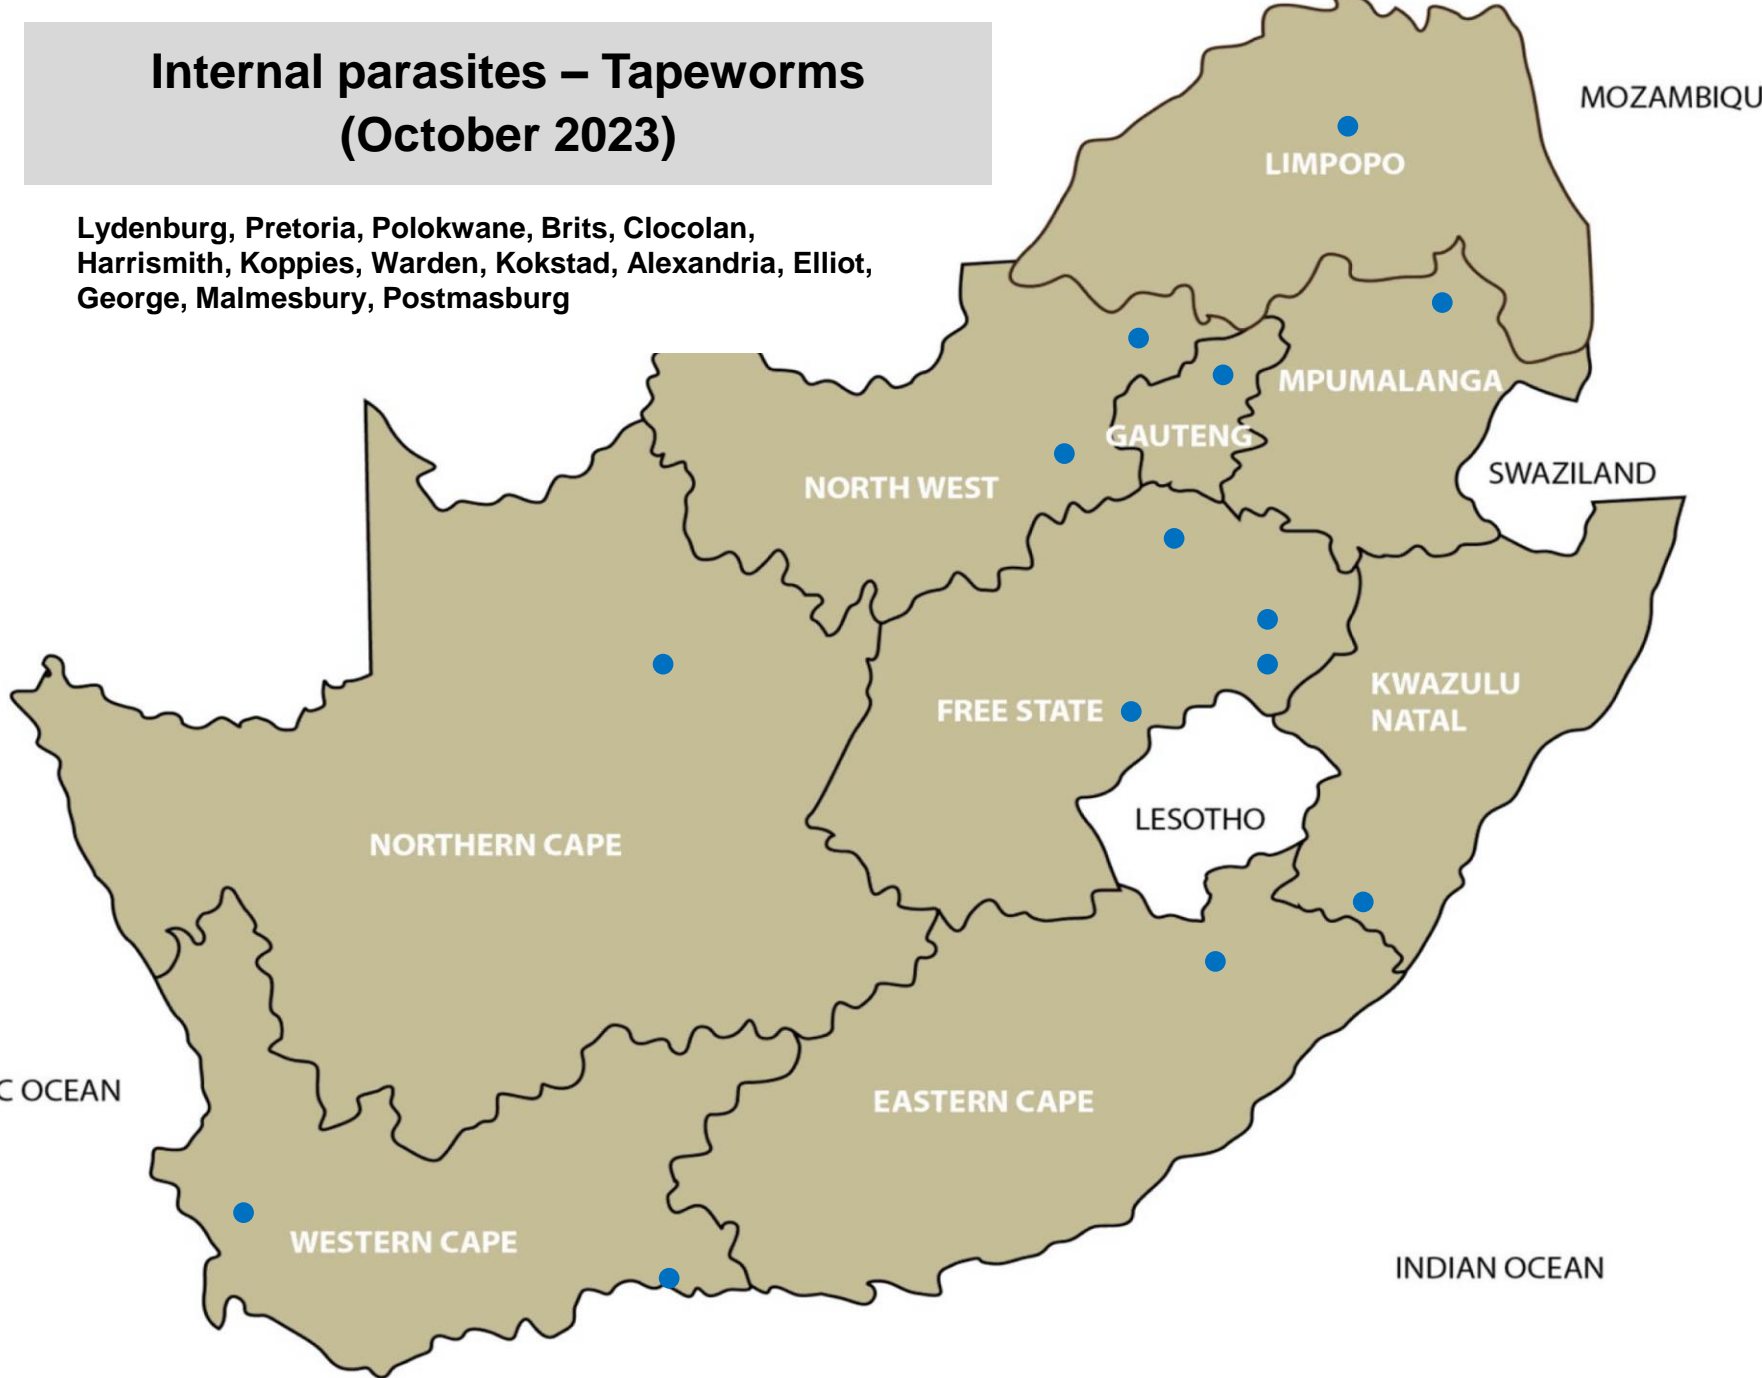 Internal parasites – Tapeworms
(October 2023)
Lydenburg, Pretoria, Polokwane, Brits, Clocolan,
Harrismith, Koppies, Warden, Kokstad, Alexandria, Elliot,
George, Malmesbury, Postmasburg
MOZAMBIQU
LIMPOPO
MPUMALANGA
GAUTENG
SWAZILAND
NORTH WEST
KWAZULU
NATAL
FREE STATE
LESOTHO
NORTHERN CAPE
C OCEAN
EASTERN CAPE
WESTERN CAPE
INDIAN OCEAN